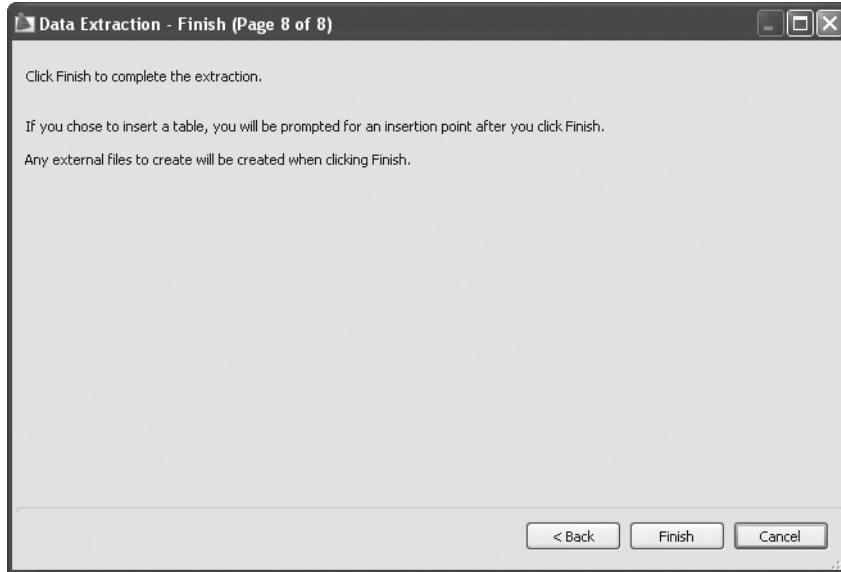 Data Extraction - Finish (Page 8 of 8)
Click Finish to complete the extraction.
If you chose to insert a table, you will be prompted for an insertion point after you click Finish.
Any external files to create will be created when clicking Finish.
< Back Finish Cancel